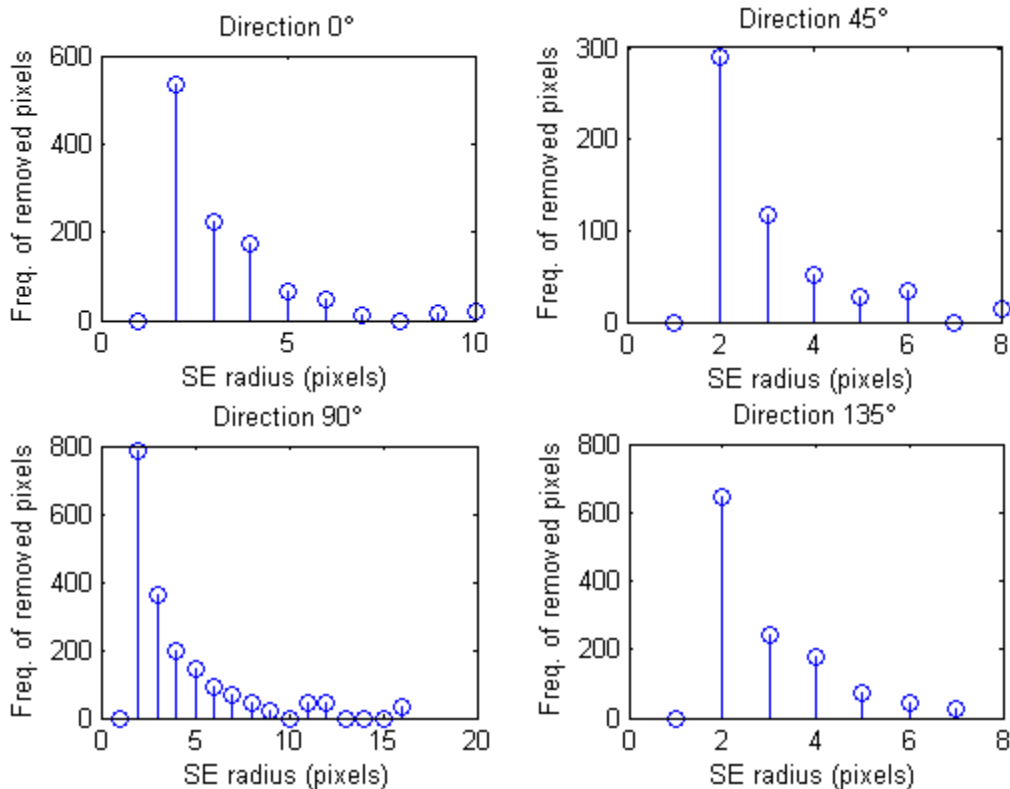 Direction 0°
Freq. of removed pixels
600
400
200
0
0 5 10
SE radius (pixels)
Direction 45°
Freq. of removed pixels
300
200
100
0
0 2 4 6 8
SE radius (pixels)
Direction 90°
Freq. of removed pixels
800
600
400
200
0
0 5 10 15 20
SE radius (pixels)
Direction 135°
Freq. of removed pixels
800
600
400
200
0
0 2 4 6 8
SE radius (pixels)